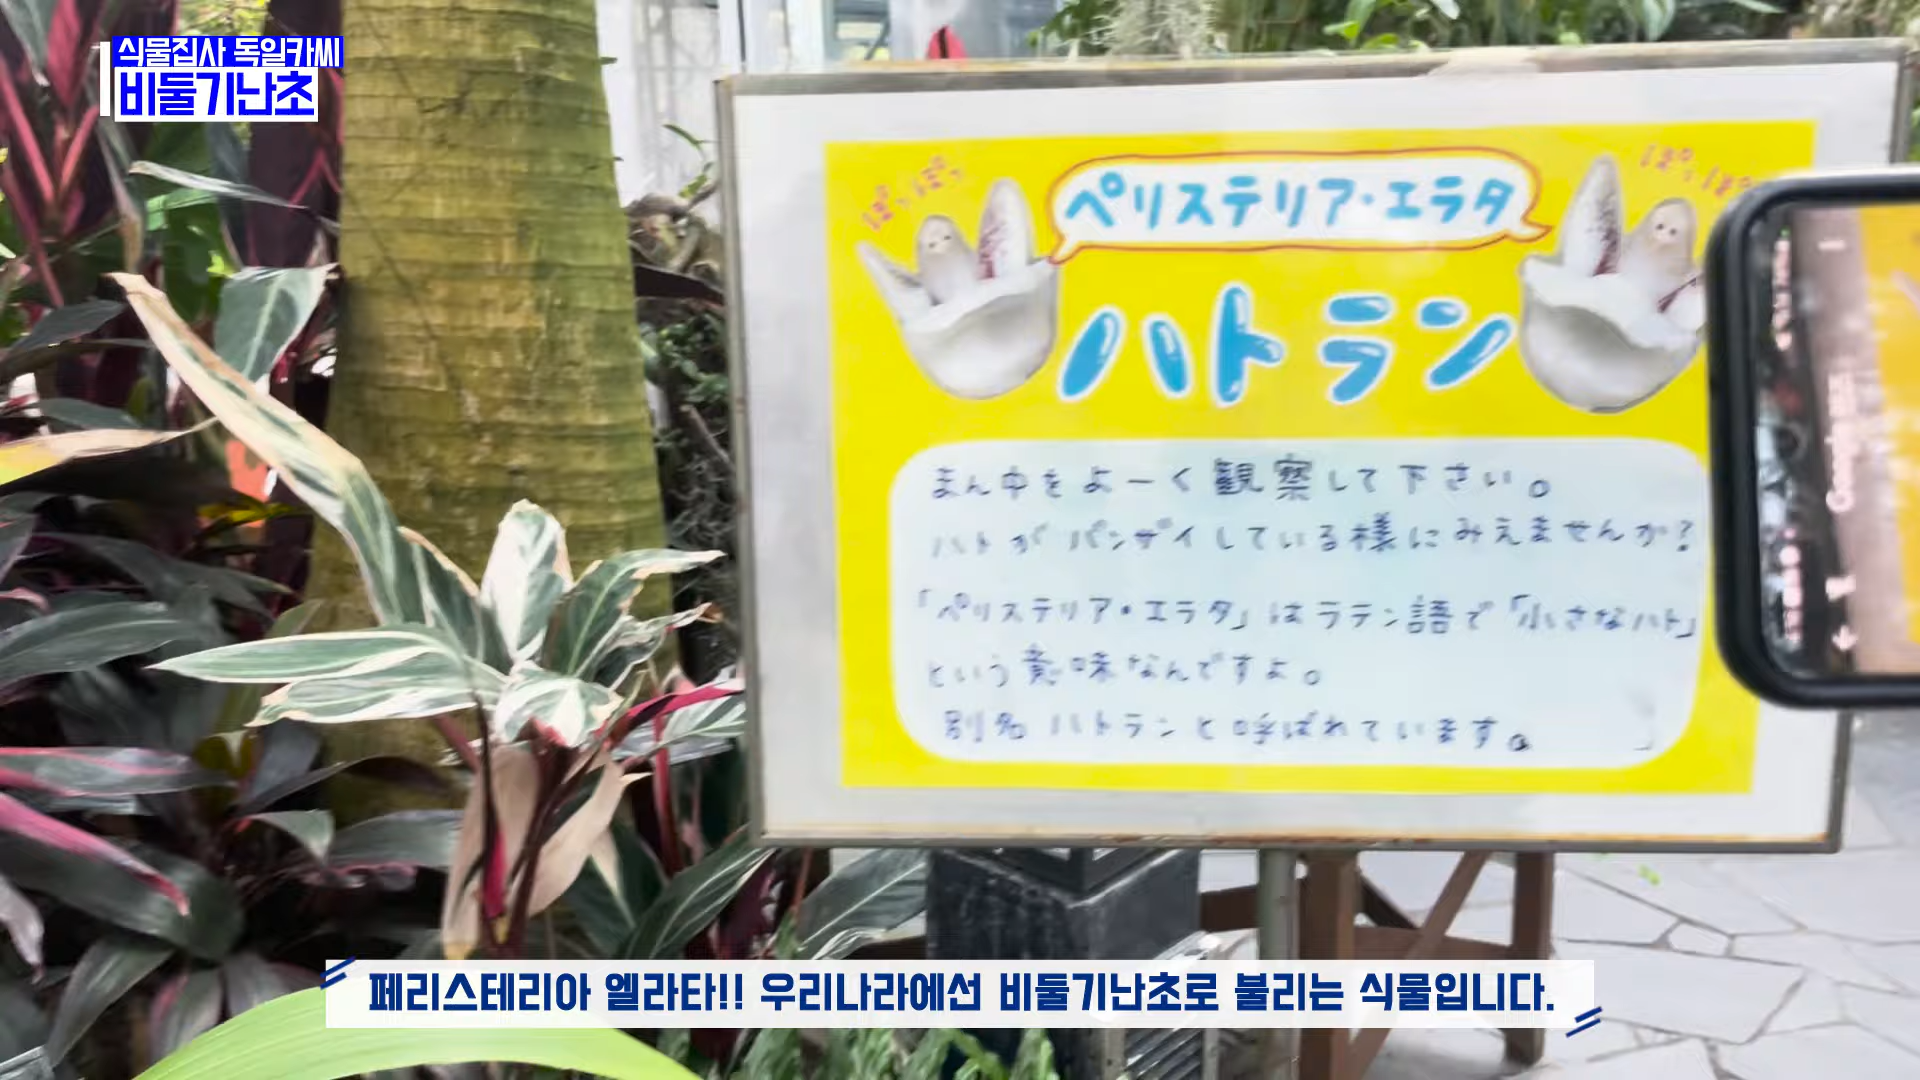 식물집사 독일카씨
비둘기난초
ぽっぽっ
ペリステリア・エラタ
ハトラン
まん中をよーく観察して下さい。
ハトがバンザイしている様にみえませんか?
「ペリステリア・エラタ」はラテン語で「小さなハト」
という意味なんですよ。
別名 ハトランと呼ばれています。
페리스테리아 엘라타!! 우리나라에선 비둘기난초로 불리는 식물입니다.